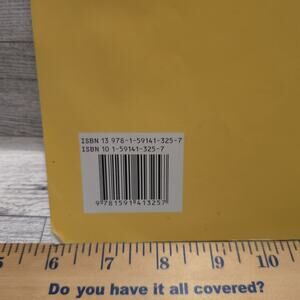 ISBN 13 978-1-59141-325-7
ISBN 10 1-59141-325-7
9 781591 413257
5 6 7 8 9 10
Do you have it all covered?